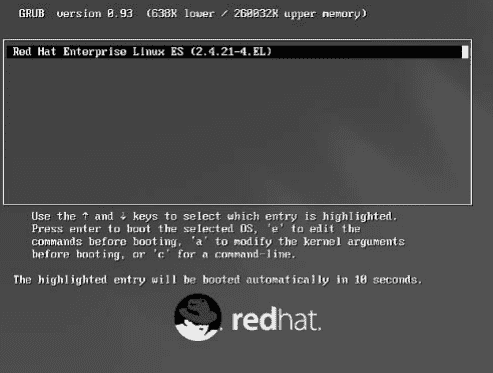 GRUB version 0.93 (638K lower / 260032K upper memory)
Red Hat Enterprise Linux ES (2.4.21-4.EL)
Use the ↑ and ↓ keys to select which entry is highlighted.
Press enter to boot the selected OS, 'e' to edit the
commands before booting, 'a' to modify the kernel arguments
before booting, or 'c' for a command-line.
The highlighted entry will be booted automatically in 10 seconds.
redhat.